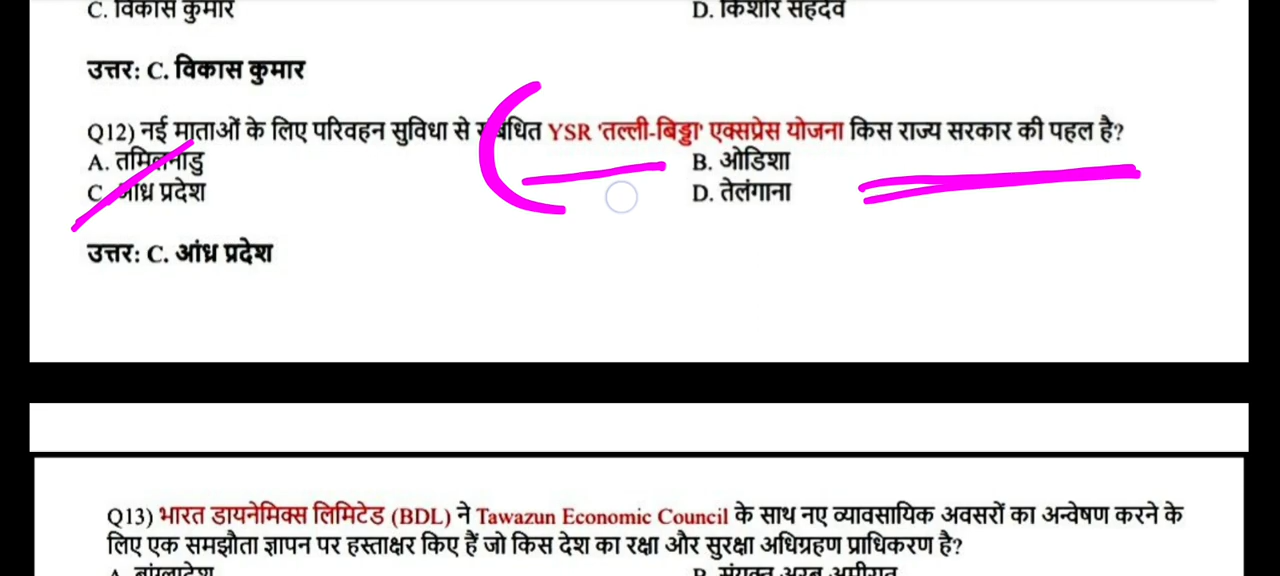 C. विकास कुमार
D. किशोर सहदेव
उत्तर: C. विकास कुमार
Q12) नई माताओं के लिए परिवहन सुविधा से संबंधित YSR 'तल्ली-बिड्डा' एक्सप्रेस योजना किस राज्य सरकार की पहल है?
A. तमिलनाडु
B. ओडिशा
C. आंध्र प्रदेश
D. तेलंगाना
उत्तर: C. आंध्र प्रदेश
Q13) भारत डायनेमिक्स लिमिटेड (BDL) ने Tawazun Economic Council के साथ नए व्यावसायिक अवसरों का अन्वेषण करने के
लिए एक समझौता ज्ञापन पर हस्ताक्षर किए हैं जो किस देश का रक्षा और सुरक्षा अधिग्रहण प्राधिकरण है?
A. बांग्लादेश
B. संयुक्त अरब अमीरात